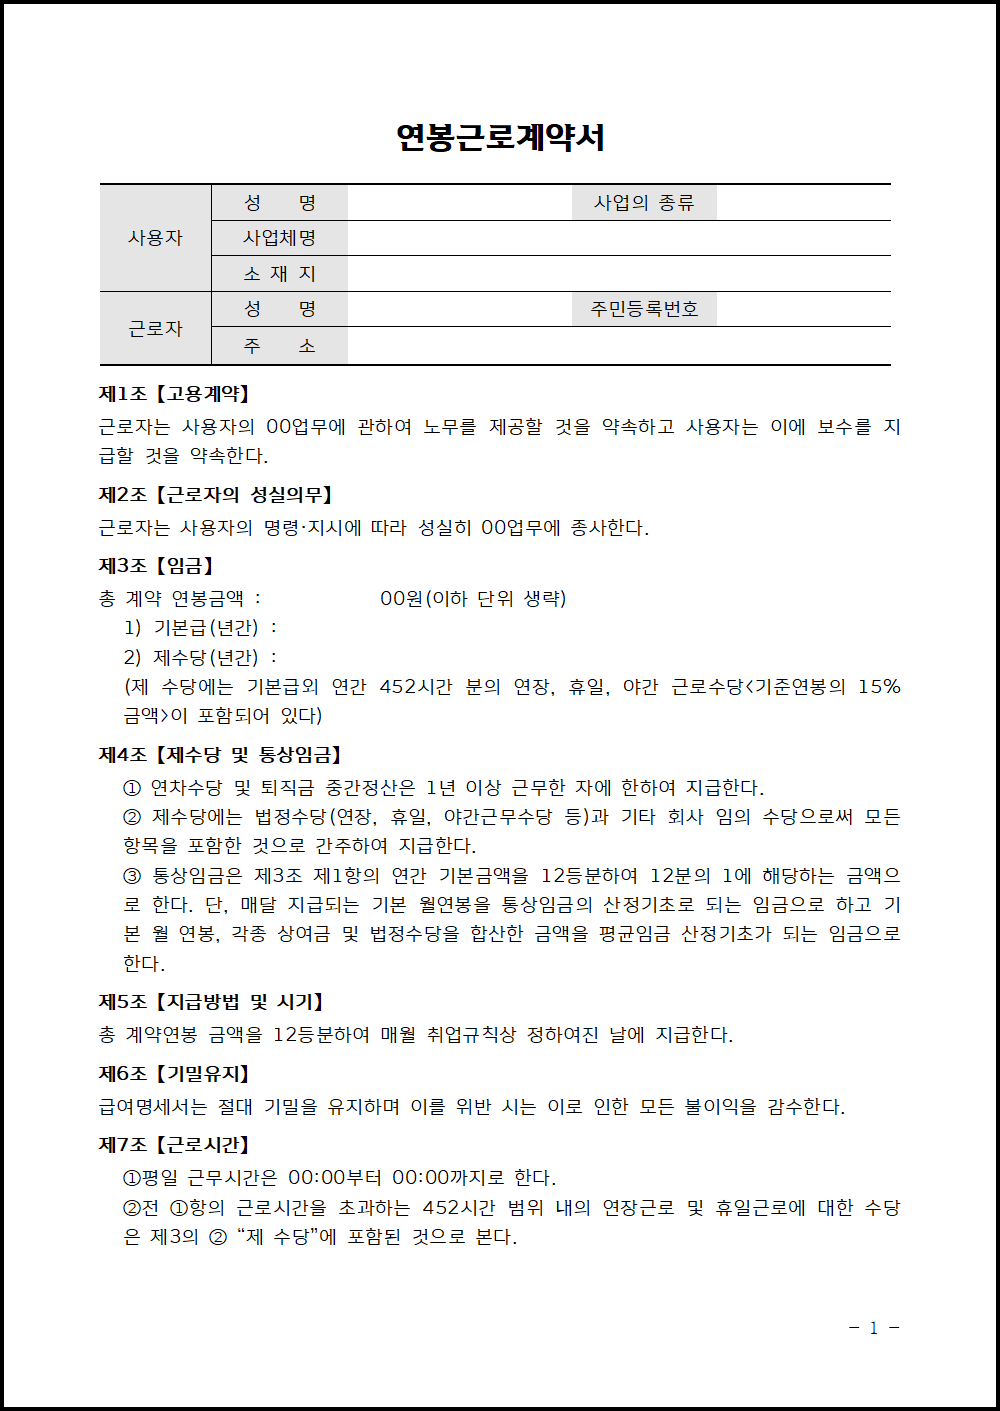 연봉근로계약서
사용자 성 명 사업의 종류
사업체명
소 재 지
근로자 성 명 주민등록번호
주 소
제1조【고용계약】
근로자는 사용자의 00업무에 관하여 노무를 제공할 것을 약속하고 사용자는 이에 보수를 지
급할 것을 약속한다.
제2조【근로자의 성실의무】
근로자는 사용자의 명령·지시에 따라 성실히 00업무에 종사한다.
제3조【임금】
총 계약 연봉금액 : 00원(이하 단위 생략)
1) 기본급(년간) :
2) 제수당(년간) :
(제 수당에는 기본급외 연간 452시간 분의 연장, 휴일, 야간 근로수당<기준연봉의 15%
금액>이 포함되어 있다)
제4조【제수당 및 통상임금】
① 연차수당 및 퇴직금 중간정산은 1년 이상 근무한 자에 한하여 지급한다.
② 제수당에는 법정수당(연장, 휴일, 야간근무수당 등)과 기타 회사 임의 수당으로써 모든
항목을 포함한 것으로 간주하여 지급한다.
③ 통상임금은 제3조 제1항의 연간 기본금액을 12등분하여 12분의 1에 해당하는 금액으
로 한다. 단, 매달 지급되는 기본 월연봉을 통상임금의 산정기초로 되는 임금으로 하고 기
본 월 연봉, 각종 상여금 및 법정수당을 합산한 금액을 평균임금 산정기초가 되는 임금으로
한다.
제5조【지급방법 및 시기】
총 계약연봉 금액을 12등분하여 매월 취업규칙상 정하여진 날에 지급한다.
제6조【기밀유지】
급여명세서는 절대 기밀을 유지하며 이를 위반 시는 이로 인한 모든 불이익을 감수한다.
제7조【근로시간】
①평일 근무시간은 00:00부터 00:00까지로 한다.
②전 ①항의 근로시간을 초과하는 452시간 범위 내의 연장근로 및 휴일근로에 대한 수당
은 제3의 ② “제 수당”에 포함된 것으로 본다.
- 1 -